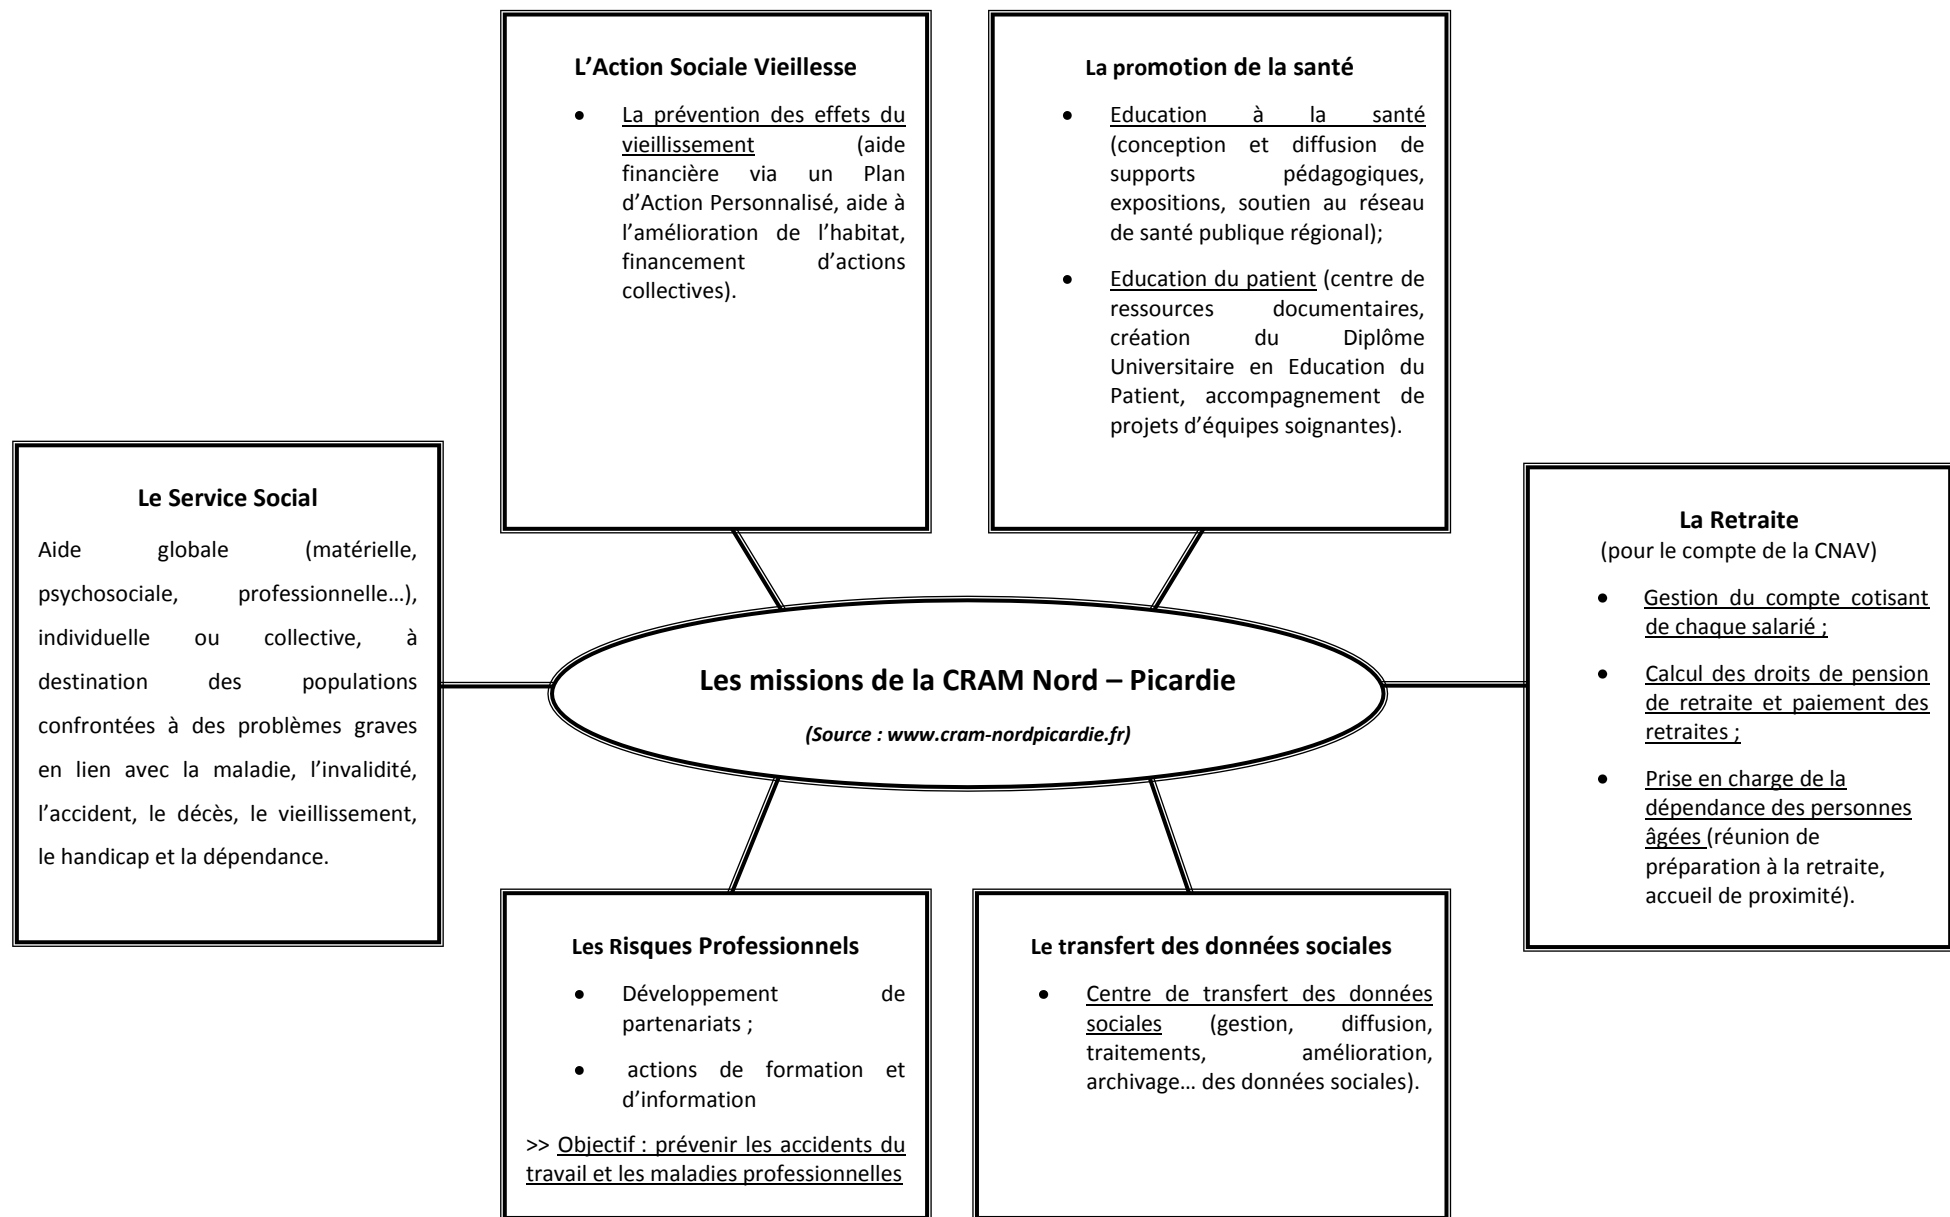 L’Action Sociale Vieillesse
• La prévention des effets du
vieillissement (aide
financière via un Plan
d’Action Personnalisé, aide à
l’amélioration de l’habitat,
financement d’actions
collectives).
La promotion de la santé
• Education à la santé
(conception et diffusion de
supports pédagogiques,
expositions, soutien au réseau
de santé publique régional);
• Education du patient (centre de
ressources documentaires,
création du Diplôme
Universitaire en Education du
Patient, accompagnement de
projets d’équipes soignantes).
Le Service Social
Aide globale (matérielle,
psychosociale, professionnelle…),
individuelle ou collective, à
destination des populations
confrontées à des problèmes graves
en lien avec la maladie, l’invalidité,
l’accident, le décès, le vieillissement,
le handicap et la dépendance.
Les missions de la CRAM Nord – Picardie
(Source : www.cram-nordpicardie.fr)
La Retraite
(pour le compte de la CNAV)
• Gestion du compte cotisant
de chaque salarié ;
• Calcul des droits de pension
de retraite et paiement des
retraites ;
• Prise en charge de la
dépendance des personnes
âgées (réunion de
préparation à la retraite,
accueil de proximité).
Les Risques Professionnels
• Développement de
partenariats ;
• actions de formation et
d’information
>> Objectif : prévenir les accidents du
travail et les maladies professionnelles
Le transfert des données sociales
• Centre de transfert des données
sociales (gestion, diffusion,
traitements, amélioration,
archivage… des données sociales).